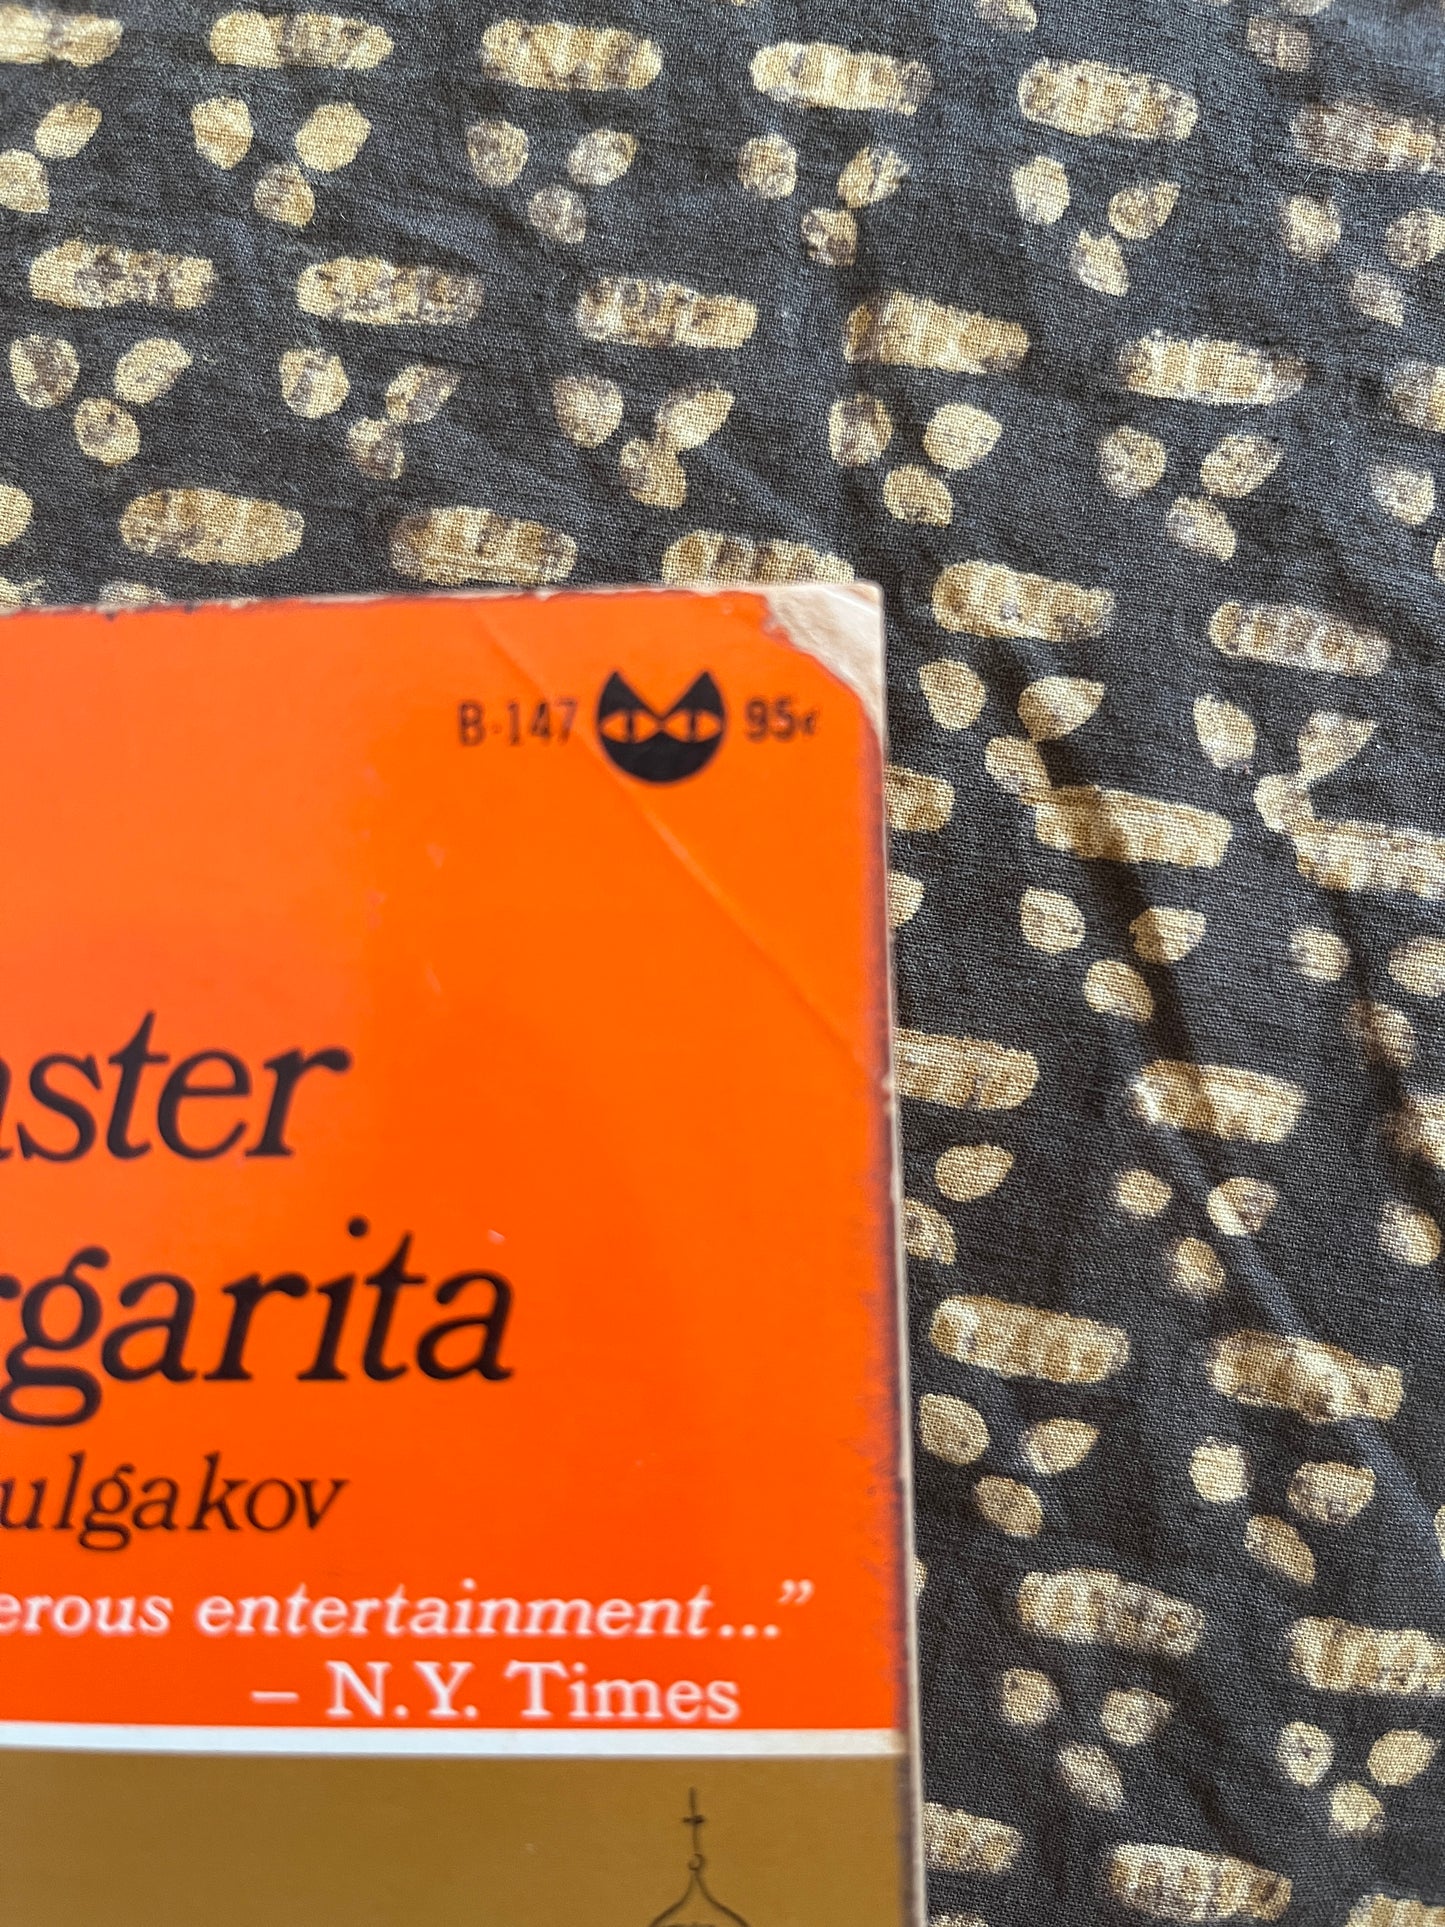 B-147 95¢
aster
rgarita
ulgakov
erous entertainment..."
– N.Y. Times